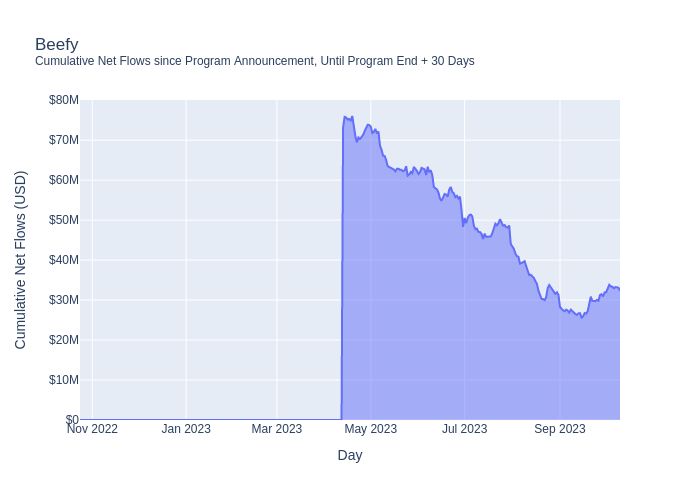 Beefy
Cumulative Net Flows since Program Announcement, Until Program End + 30 Days
$80M
$70M
$60M
$50M
$40M
$30M
$20M
$10M
$0
Cumulative Net Flows (USD)
Nov 2022
Jan 2023
Mar 2023
May 2023
Jul 2023
Sep 2023
Day